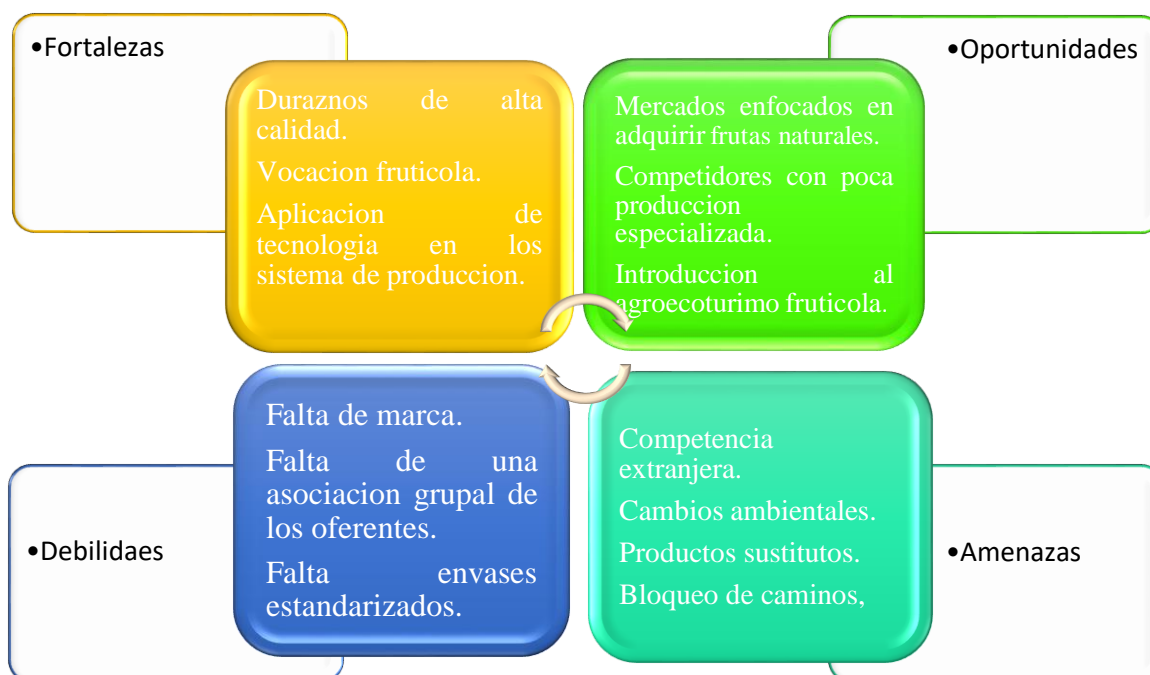 •Fortalezas
Duraznos de alta
calidad.
Vocacion fruticola.
Aplicacion de
tecnologia en los
sistema de produccion.
•Oportunidades
Mercados enfocados en
adquirir frutas naturales.
Competidores con poca
produccion
especializada.
Introduccion al
agroecoturimo fruticola.
•Debilidaes
Falta de marca.
Falta de una
asociacion grupal de
los oferentes.
Falta envases
estandarizados.
•Amenazas
Competencia
extranjera.
Cambios ambientales.
Productos sustitutos.
Bloqueo de caminos,